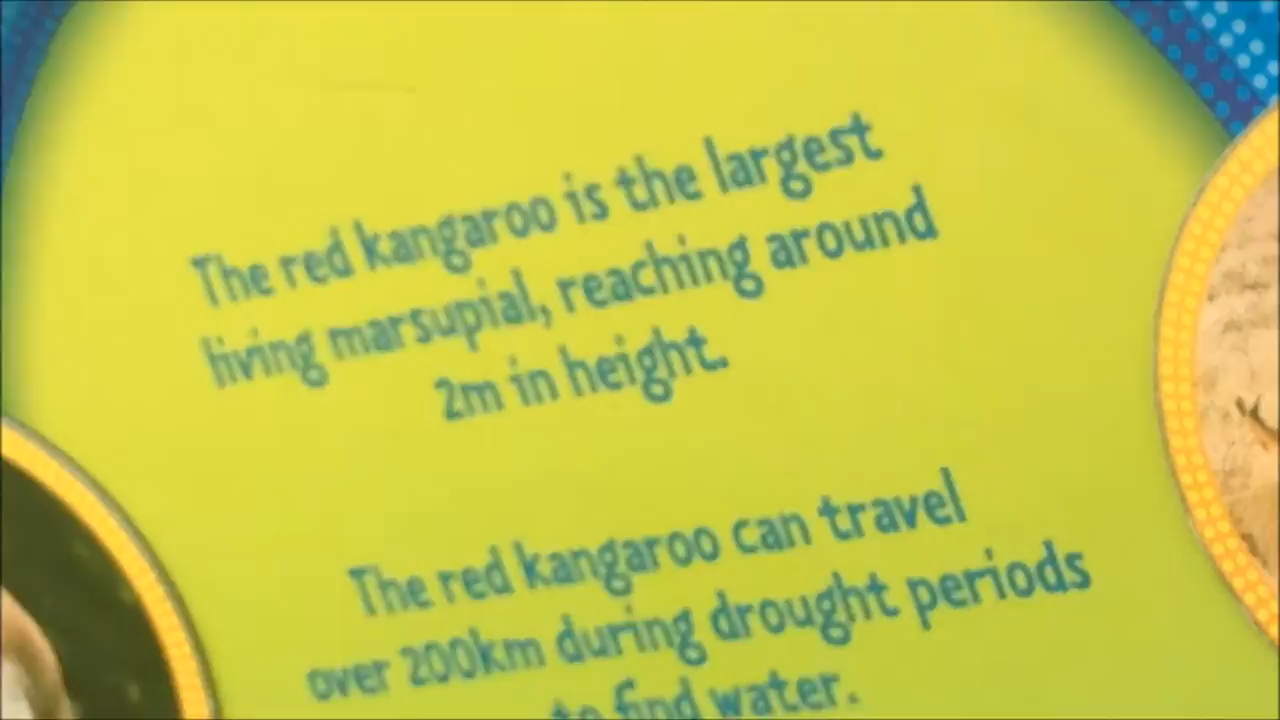 The red kangaroo is the largest
living marsupial, reaching around
2m in height.
The red kangaroo can travel
over 200km during drought periods
to find water.